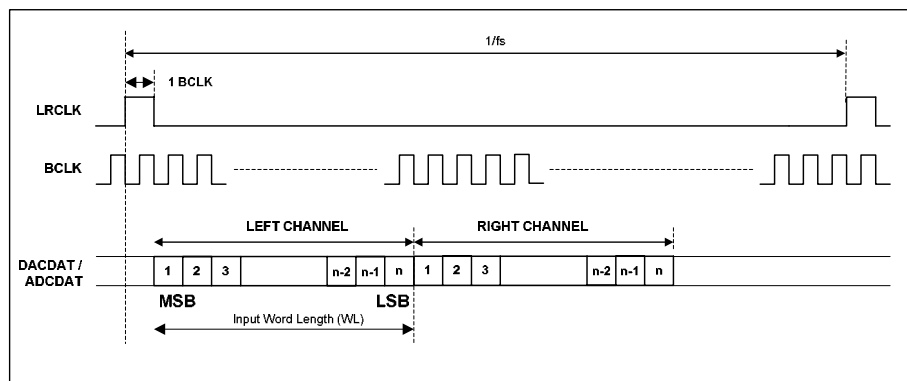 1/fs
1 BCLK
LRCLK
BCLK
LEFT CHANNEL RIGHT CHANNEL
DACDAT /
ADCDAT
1 2 3 n-2 n-1 n 1 2 3 n-2 n-1 n
MSB LSB
Input Word Length (WL)